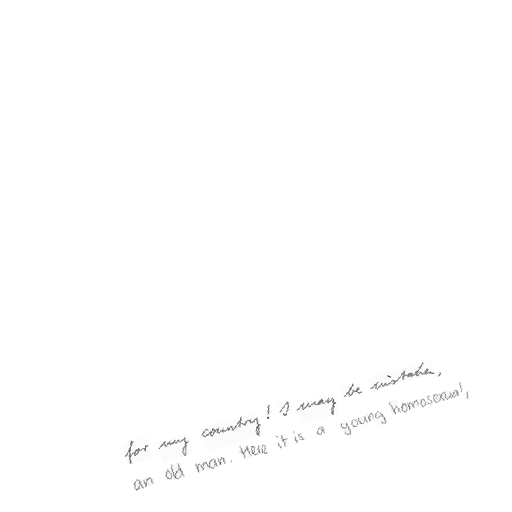 for my country! I may be mistaken,
an old man. Here it is a young homosexual,